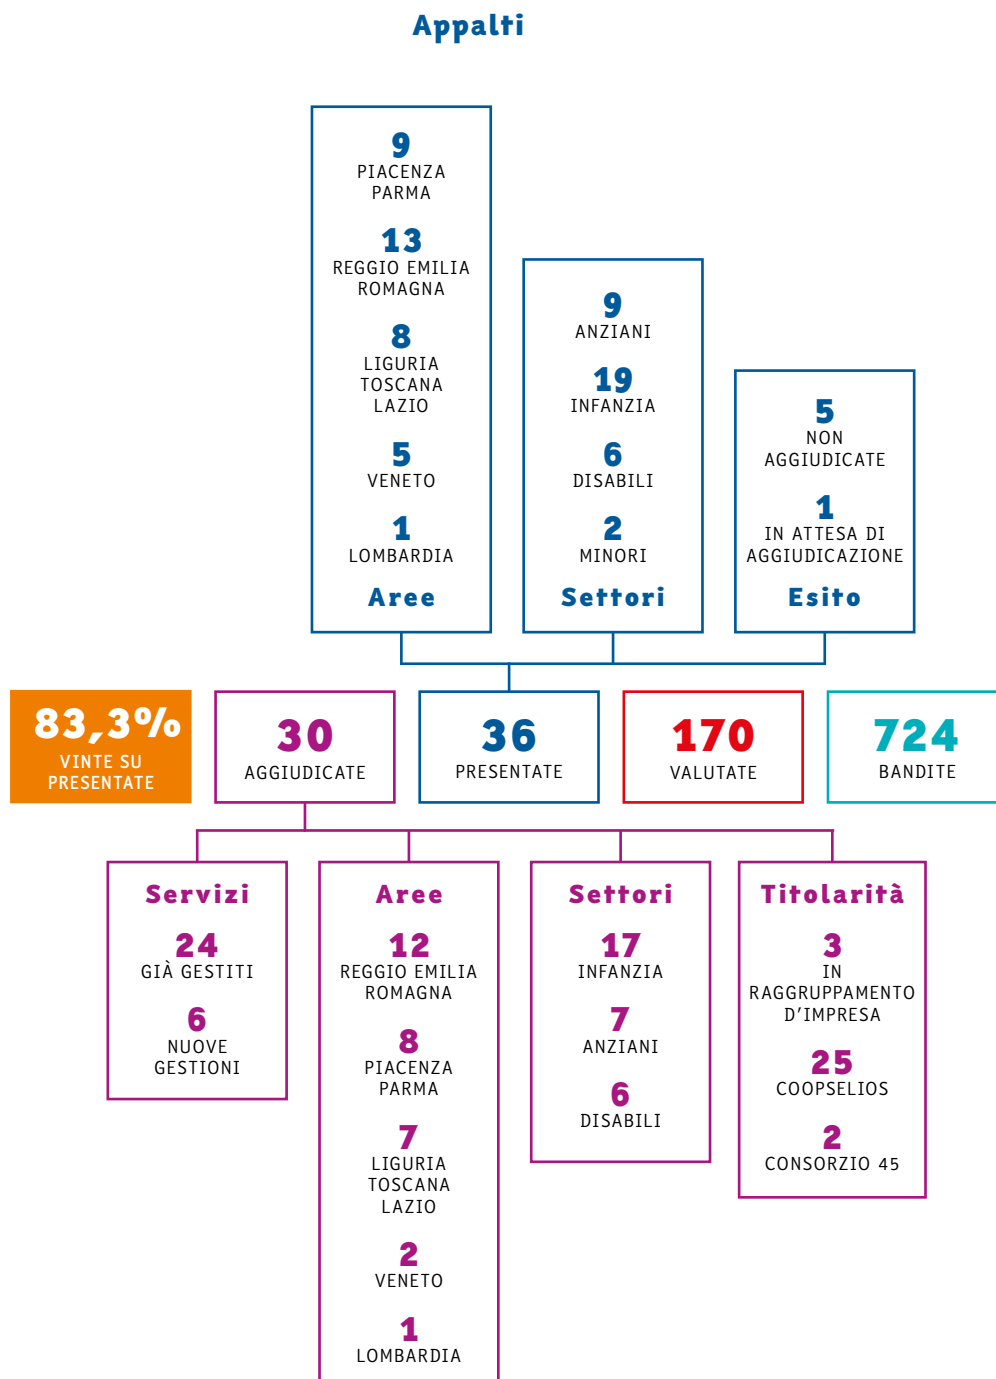 Appalti
9
PIACENZA
PARMA
13
REGGIO EMILIA
ROMAGNA
8
LIGURIA
TOSCANA
LAZIO
5
VENETO
1
LOMBARDIA
Aree
9
ANZIANI
19
INFANZIA
6
DISABILI
2
MINORI
Settori
5
NON
AGGIUDICATE
1
IN ATTESA DI
AGGIUDICAZIONE
Esito
83,3%
VINTE SU
PRESENTATE
30
AGGIUDICATE
36
PRESENTATE
170
VALUTATE
724
BANDITE
Servizi
24
GIÀ GESTITI
6
NUOVE
GESTIONI
Aree
12
REGGIO EMILIA
ROMAGNA
8
PIACENZA
PARMA
7
LIGURIA
TOSCANA
LAZIO
2
VENETO
1
LOMBARDIA
Settori
17
INFANZIA
7
ANZIANI
6
DISABILI
Titolarità
3
IN
RAGGRUPPAMENTO
D'IMPRESA
25
COOPSELIOS
2
CONSORZIO 45